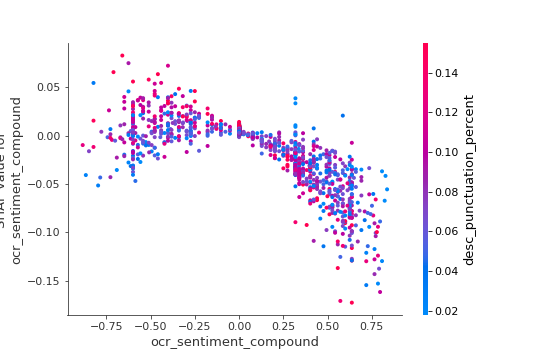 0.05
0.00
−0.05
−0.10
−0.15
SHAP value for
ocr_sentiment_compound
−0.75 −0.50 −0.25 0.00 0.25 0.50 0.75
ocr_sentiment_compound
0.14
0.12
0.10
0.08
0.06
0.04
0.02
desc_punctuation_percent